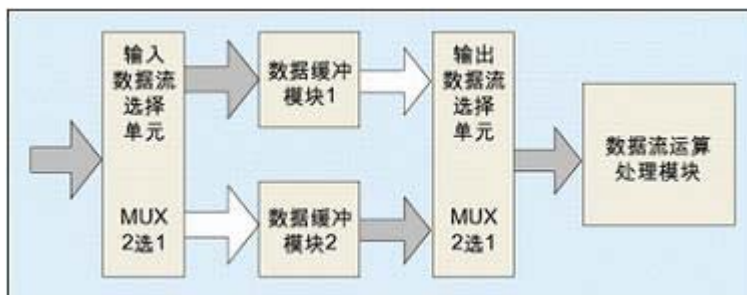 输入
数据流
选择
单元
MUX
2选1
数据缓冲
模块1
数据缓冲
模块2
输出
数据流
选择
单元
MUX
2选1
数据流运算
处理模块